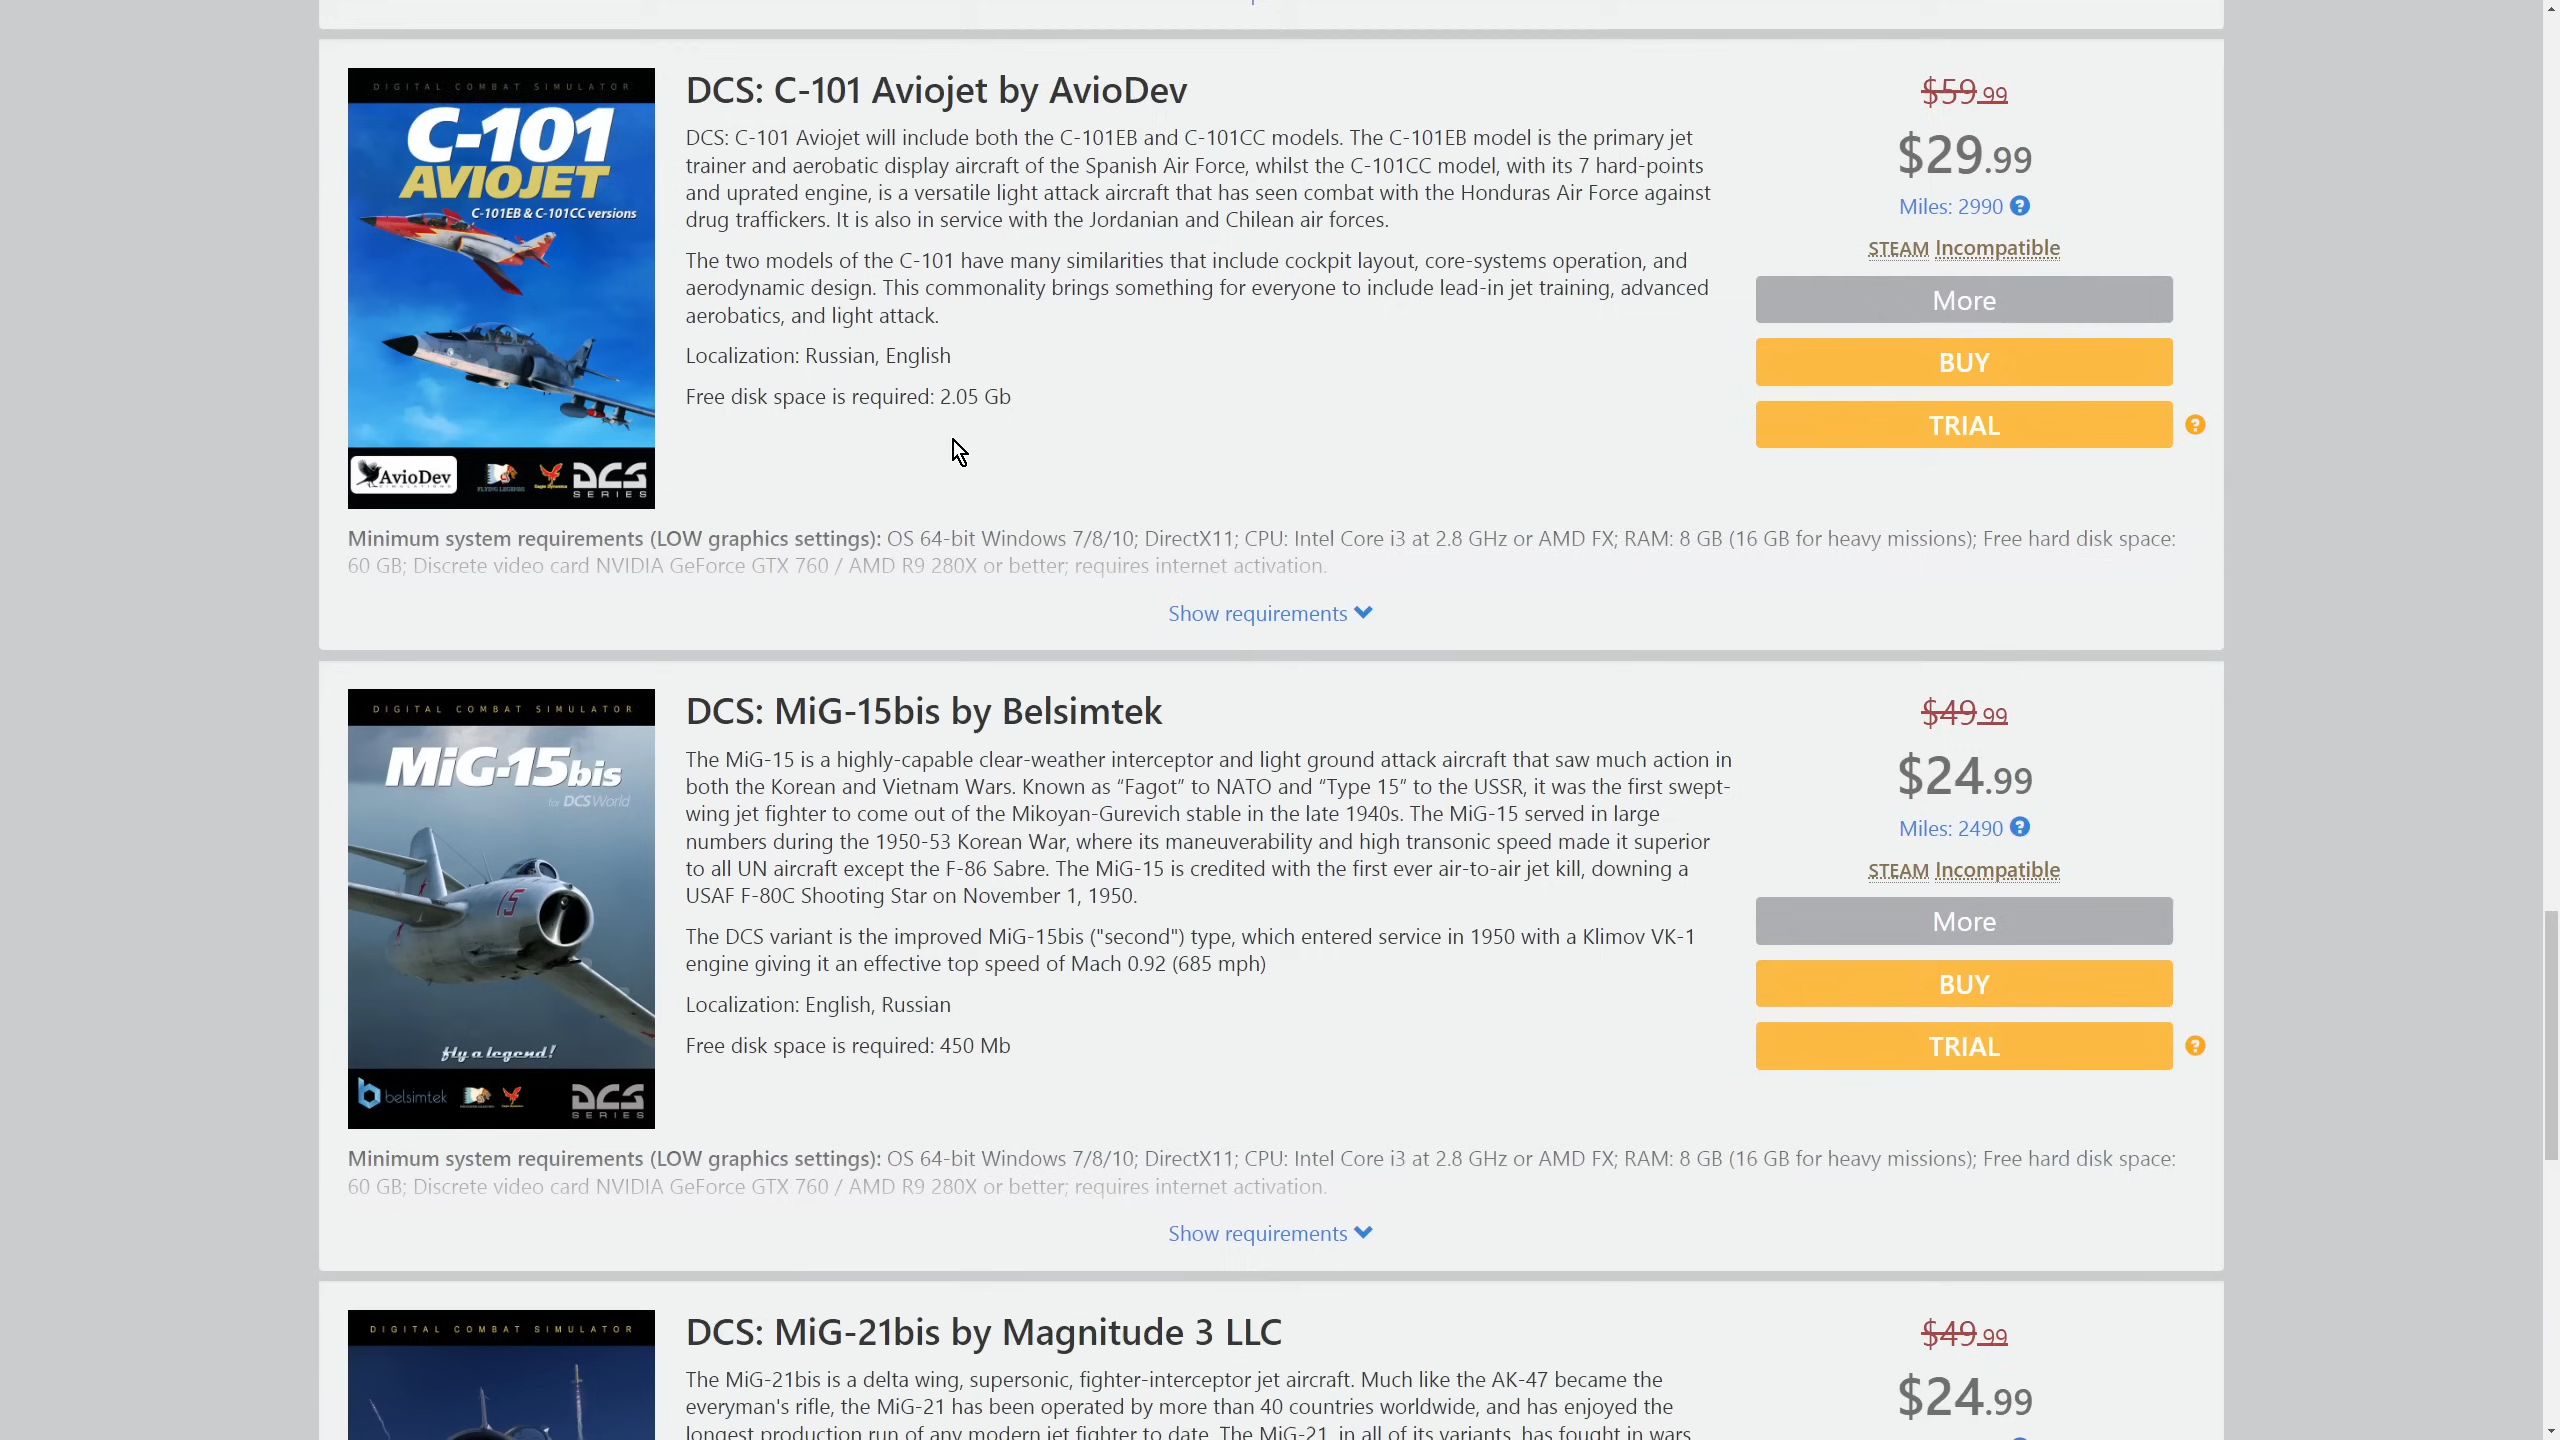 DIGITAL COMBAT SIMULATOR
C-101
AVIOJET
C-101EB & C-101CC versions
AvioDev
DCS
SERIES
DCS: C-101 Aviojet by AvioDev
DCS: C-101 Aviojet will include both the C-101EB and C-101CC models. The C-101EB model is the primary jet
trainer and aerobatic display aircraft of the Spanish Air Force, whilst the C-101CC model, with its 7 hard-points
and uprated engine, is a versatile light attack aircraft that has seen combat with the Honduras Air Force against
drug traffickers. It is also in service with the Jordanian and Chilean air forces.
The two models of the C-101 have many similarities that include cockpit layout, core-systems operation, and
aerodynamic design. This commonality brings something for everyone to include lead-in jet training, advanced
aerobatics, and light attack.
Localization: Russian, English
Free disk space is required: 2.05 Gb
$59.99
$29.99
Miles: 2990
STEAM Incompatible
More
BUY
TRIAL
Minimum system requirements (LOW graphics settings): OS 64-bit Windows 7/8/10; DirectX11; CPU: Intel Core i3 at 2.8 GHz or AMD FX; RAM: 8 GB (16 GB for heavy missions); Free hard disk space:
60 GB; Discrete video card NVIDIA GeForce GTX 760 / AMD R9 280X or better; requires internet activation.
Show requirements
DIGITAL COMBAT SIMULATOR
MiG-15bis
for DCS World
15
fly a legend!
belsimtek
DCS
SERIES
DCS: MiG-15bis by Belsimtek
The MiG-15 is a highly-capable clear-weather interceptor and light ground attack aircraft that saw much action in
both the Korean and Vietnam Wars. Known as “Fagot” to NATO and “Type 15” to the USSR, it was the first swept-
wing jet fighter to come out of the Mikoyan-Gurevich stable in the late 1940s. The MiG-15 served in large
numbers during the 1950-53 Korean War, where its maneuverability and high transonic speed made it superior
to all UN aircraft except the F-86 Sabre. The MiG-15 is credited with the first ever air-to-air jet kill, downing a
USAF F-80C Shooting Star on November 1, 1950.
The DCS variant is the improved MiG-15bis ("second") type, which entered service in 1950 with a Klimov VK-1
engine giving it an effective top speed of Mach 0.92 (685 mph)
Localization: English, Russian
Free disk space is required: 450 Mb
$49.99
$24.99
Miles: 2490
STEAM Incompatible
More
BUY
TRIAL
Minimum system requirements (LOW graphics settings): OS 64-bit Windows 7/8/10; DirectX11; CPU: Intel Core i3 at 2.8 GHz or AMD FX; RAM: 8 GB (16 GB for heavy missions); Free hard disk space:
60 GB; Discrete video card NVIDIA GeForce GTX 760 / AMD R9 280X or better; requires internet activation.
Show requirements
DIGITAL COMBAT SIMULATOR
DCS: MiG-21bis by Magnitude 3 LLC
The MiG-21bis is a delta wing, supersonic, fighter-interceptor jet aircraft. Much like the AK-47 became the
everyman's rifle, the MiG-21 has been operated by more than 40 countries worldwide, and has enjoyed the
longest production run of any modern jet fighter to date. The MiG-21, in all of its variants, has fought in wars
$49.99
$24.99